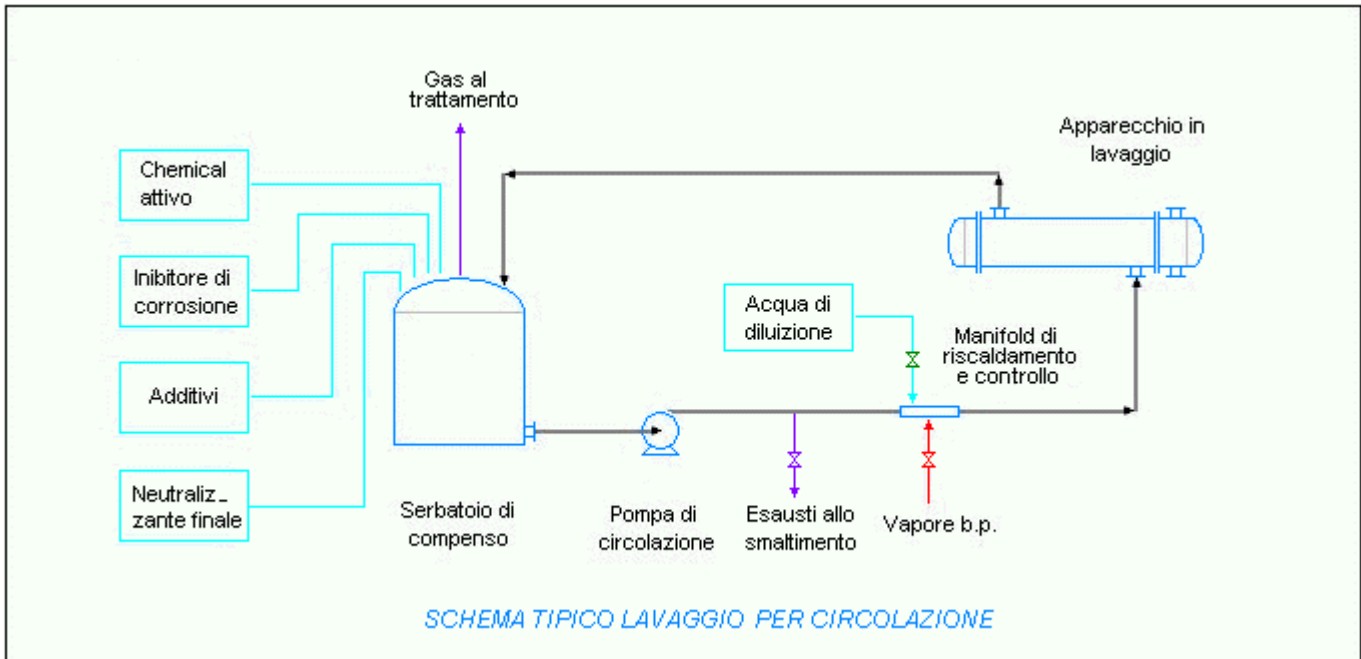 Gas al
trattamento
Apparecchio in
lavaggio
Chemical
attivo
Inibitore di
corrosione
Acqua di
diluizione
Manifold di
riscaldamento
e controllo
Additivi
Neutraliz_
zante finale
Serbatoio di
compenso
Pompa di
circolazione
Esausti allo
smaltimento
Vapore b.p.
SCHEMA TIPICO LAVAGGIO PER CIRCOLAZIONE